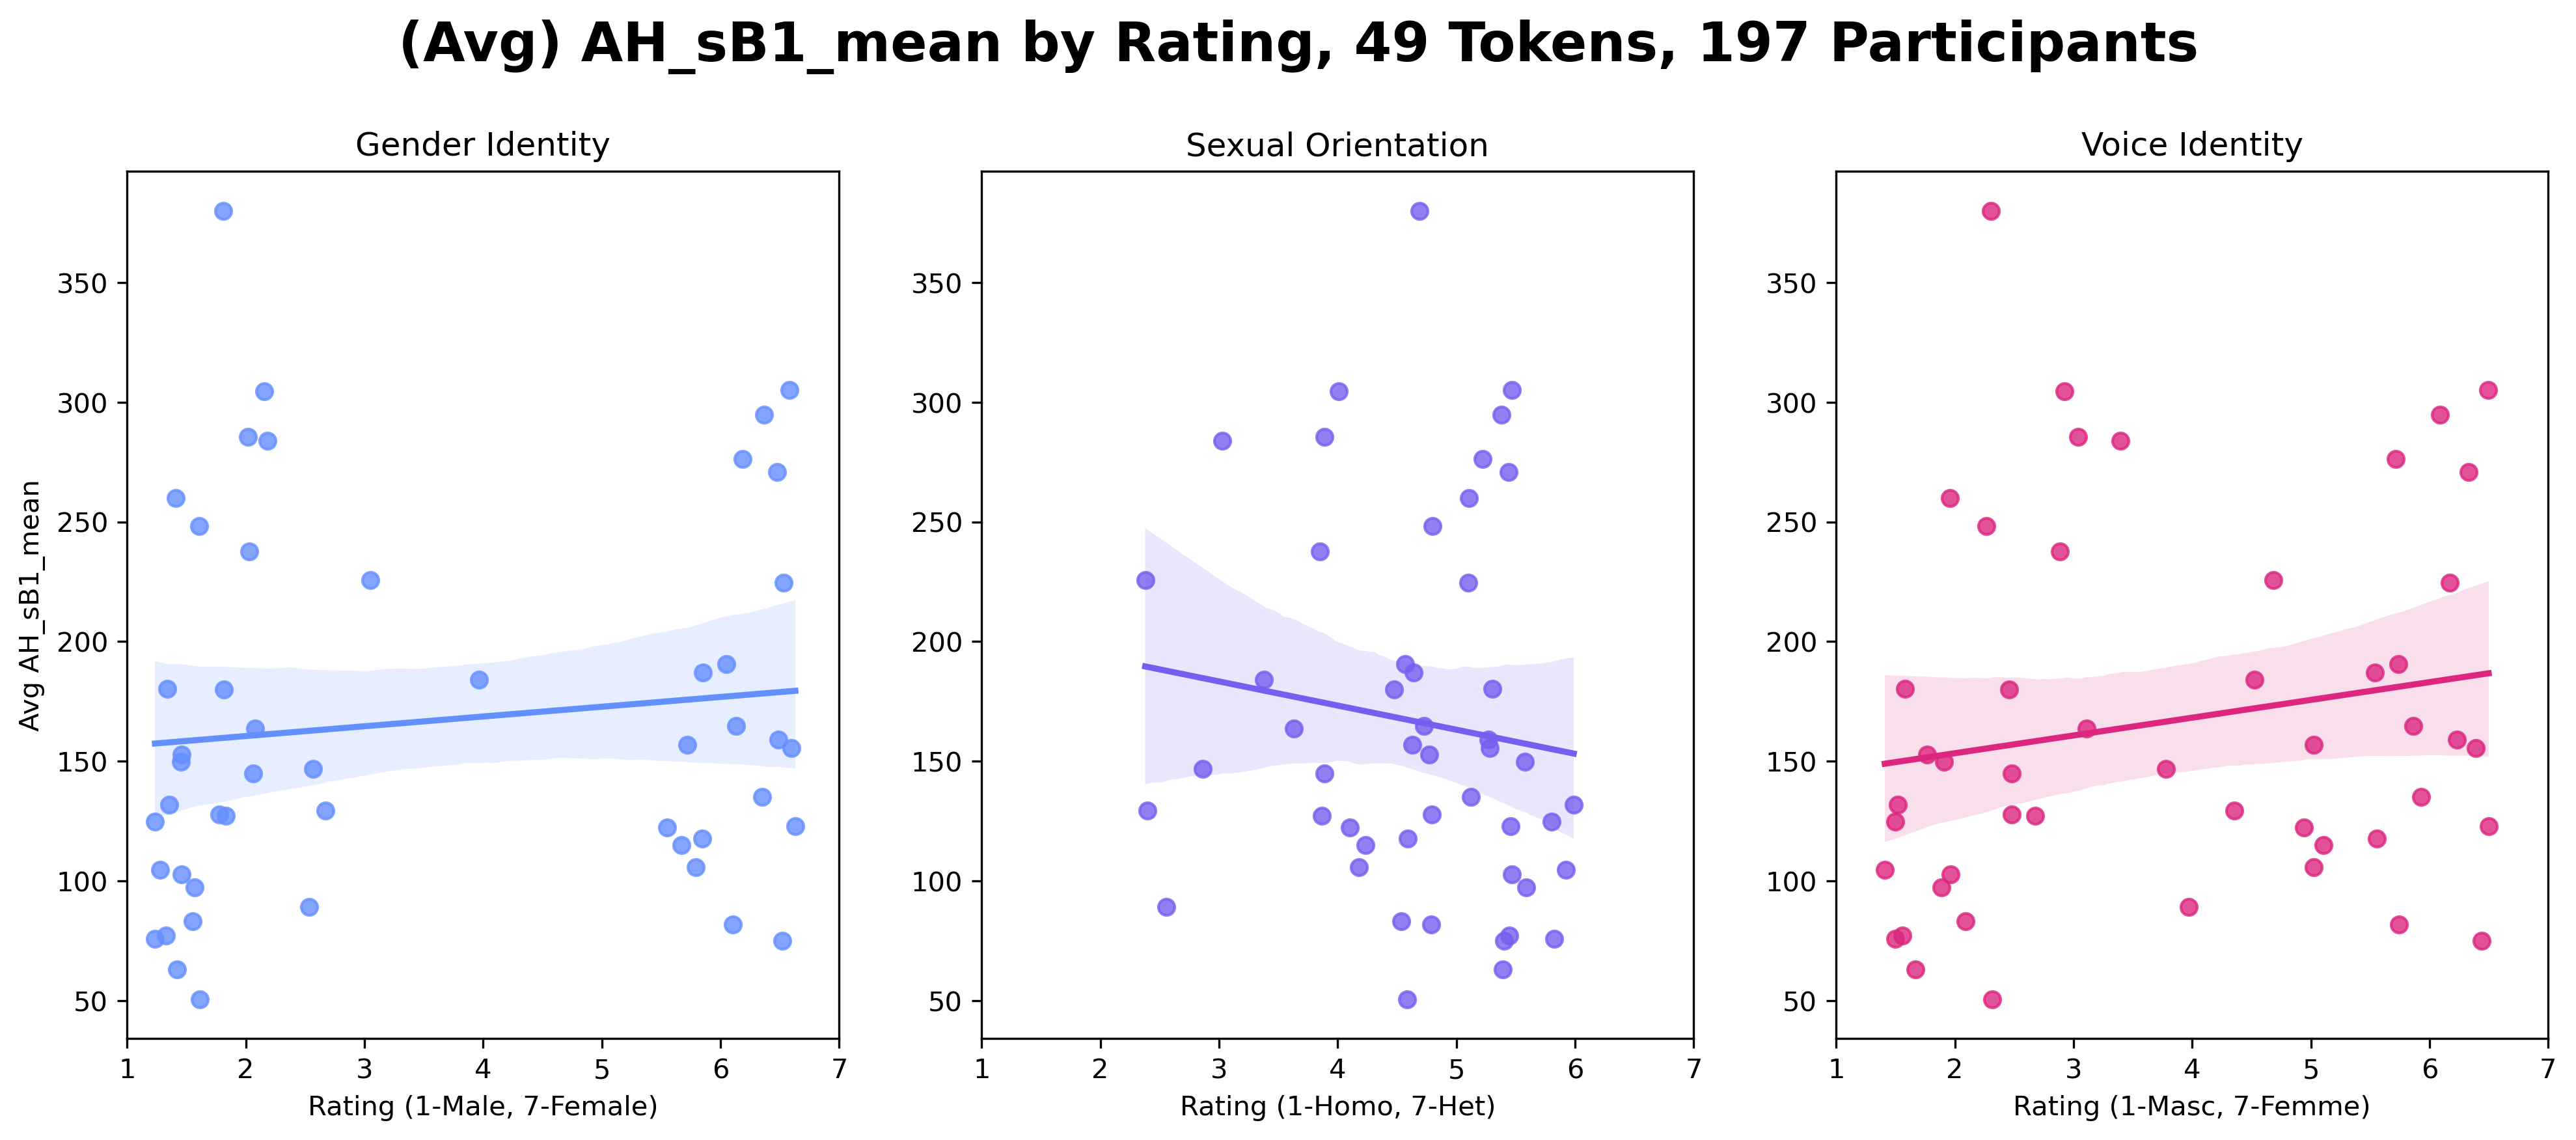 (Avg) AH_sB1_mean by Rating, 49 Tokens, 197 Participants
Gender Identity
Sexual Orientation
Voice Identity
Avg AH_sB1_mean
350
300
250
200
150
100
50
1 2 3 4 5 6 7
Rating (1-Male, 7-Female)
350
300
250
200
150
100
50
1 2 3 4 5 6 7
Rating (1-Homo, 7-Het)
350
300
250
200
150
100
50
1 2 3 4 5 6 7
Rating (1-Masc, 7-Femme)